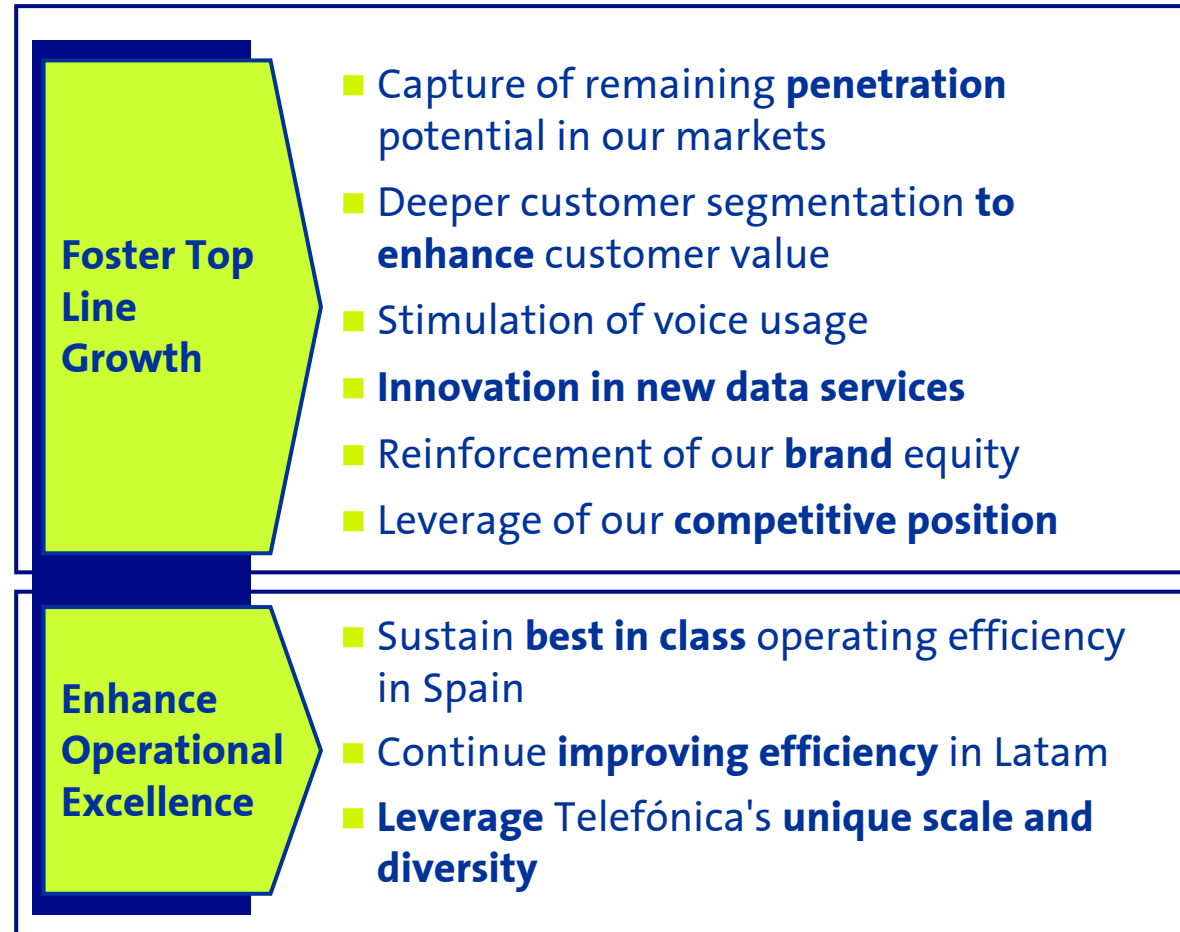 Foster Top
Line
Growth
Capture of remaining penetration
potential in our markets
Deeper customer segmentation to
enhance customer value
Stimulation of voice usage
Innovation in new data services
Reinforcement of our brand equity
Leverage of our competitive position
Enhance
Operational
Excellence
Sustain best in class operating efficiency
in Spain
Continue improving efficiency in Latam
Leverage Telefónica's unique scale and
diversity